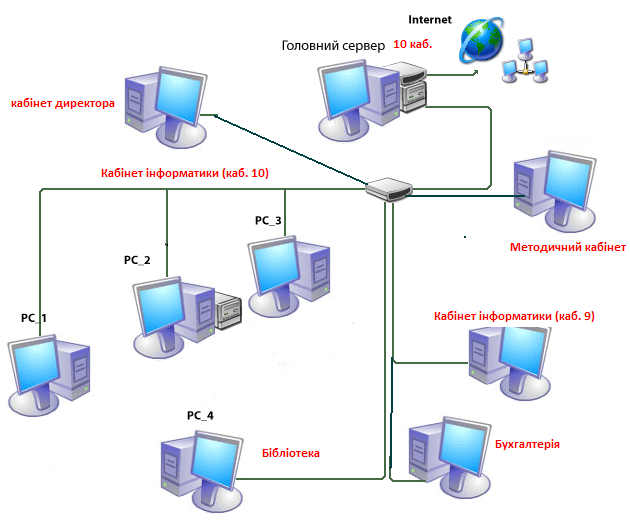 Internet
Головний сервер 10 каб.
кабінет директора
Кабінет інформатики (каб. 10)
PC_3
Методичний кабінет
PC_2
PC_1
Кабінет інформатики (каб. 9)
PC_4
Бібліотека
Бухгалтерія